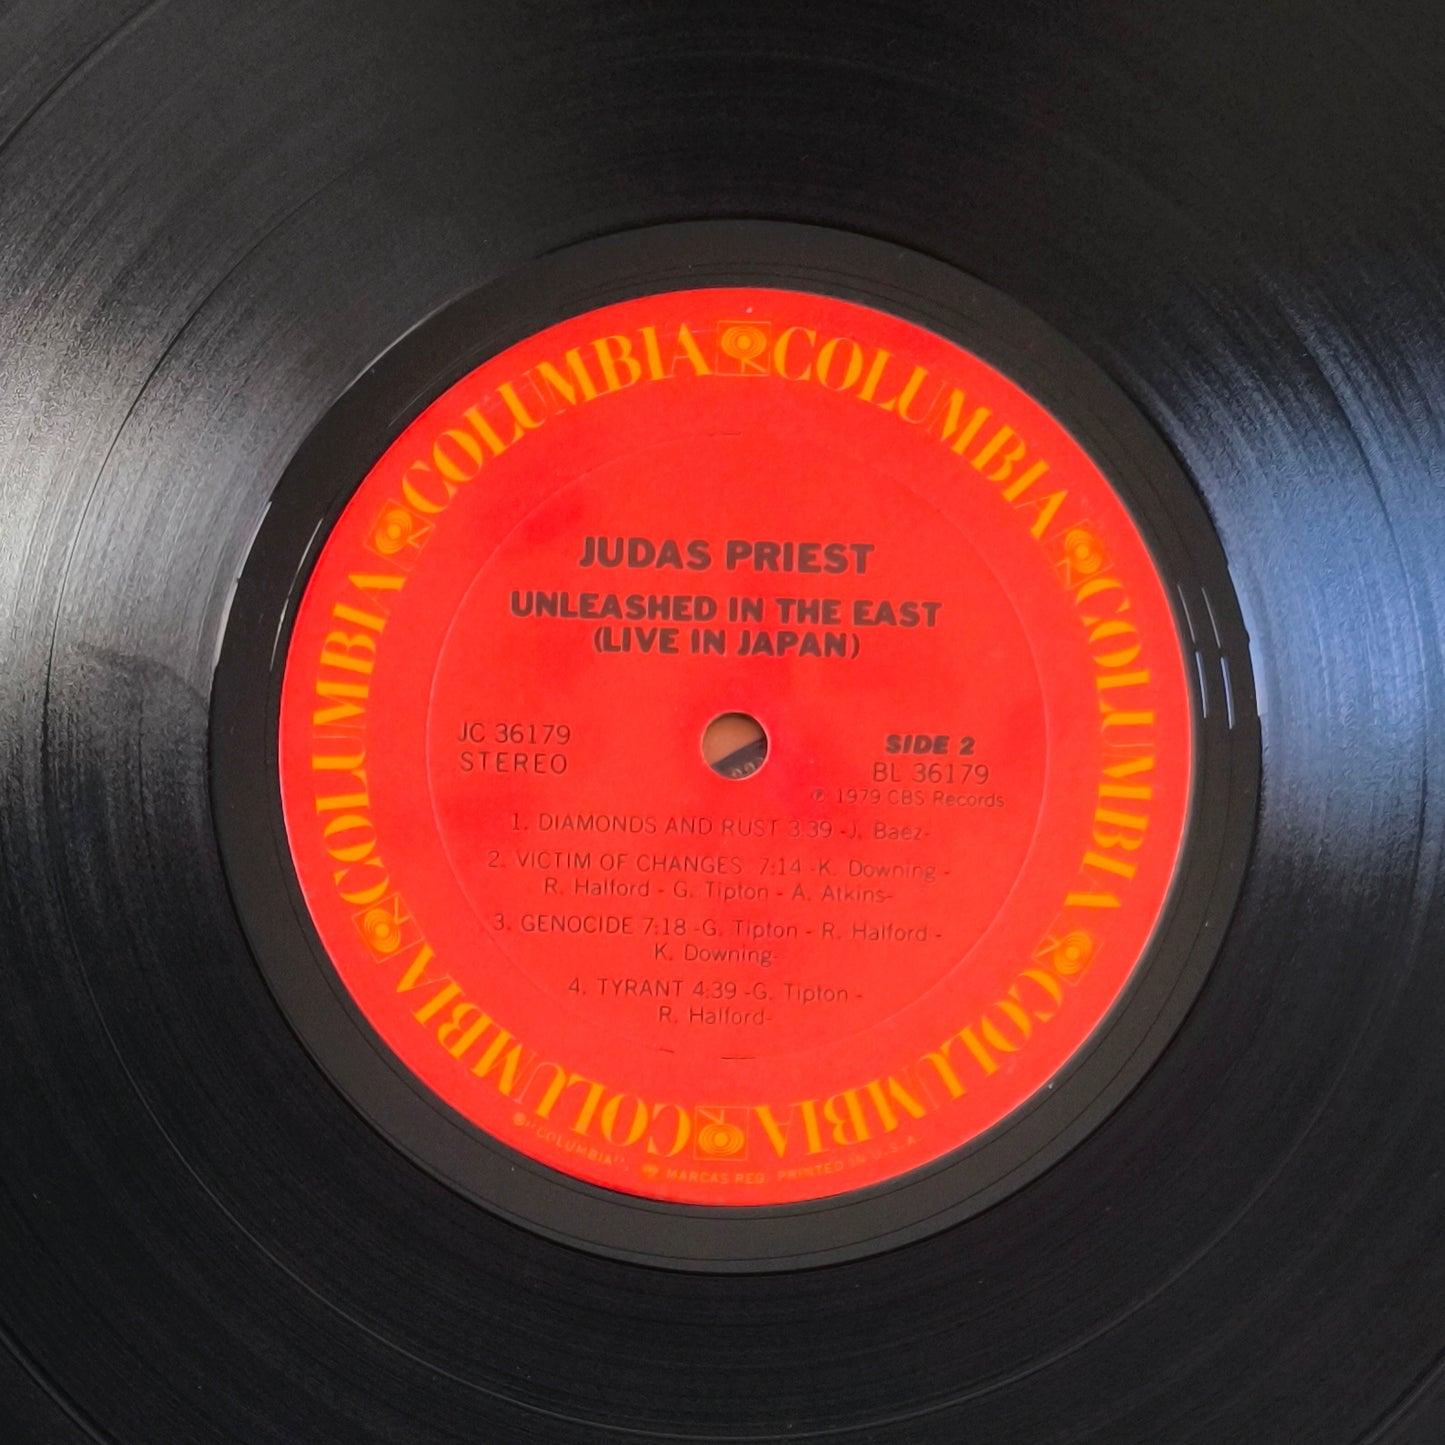 COLUMBIA COLUMBIA COLUMBIA COLUMBIA COLUMBIA COLUMBIA
JUDAS PRIEST
UNLEASHED IN THE EAST
(LIVE IN JAPAN)
JC 36179
STEREO
SIDE 2
BL 36179
℗ 1979 CBS Records
1. DIAMONDS AND RUST 3:39 -J. Baez-
2. VICTIM OF CHANGES 7:14 -K. Downing -
R. Halford - G. Tipton - A. Atkins-
3. GENOCIDE 7:18 -G. Tipton - R. Halford -
K. Downing-
4. TYRANT 4:39 -G. Tipton -
R. Halford-
®"COLUMBIA", MARCAS REG. PRINTED IN U.S.A.